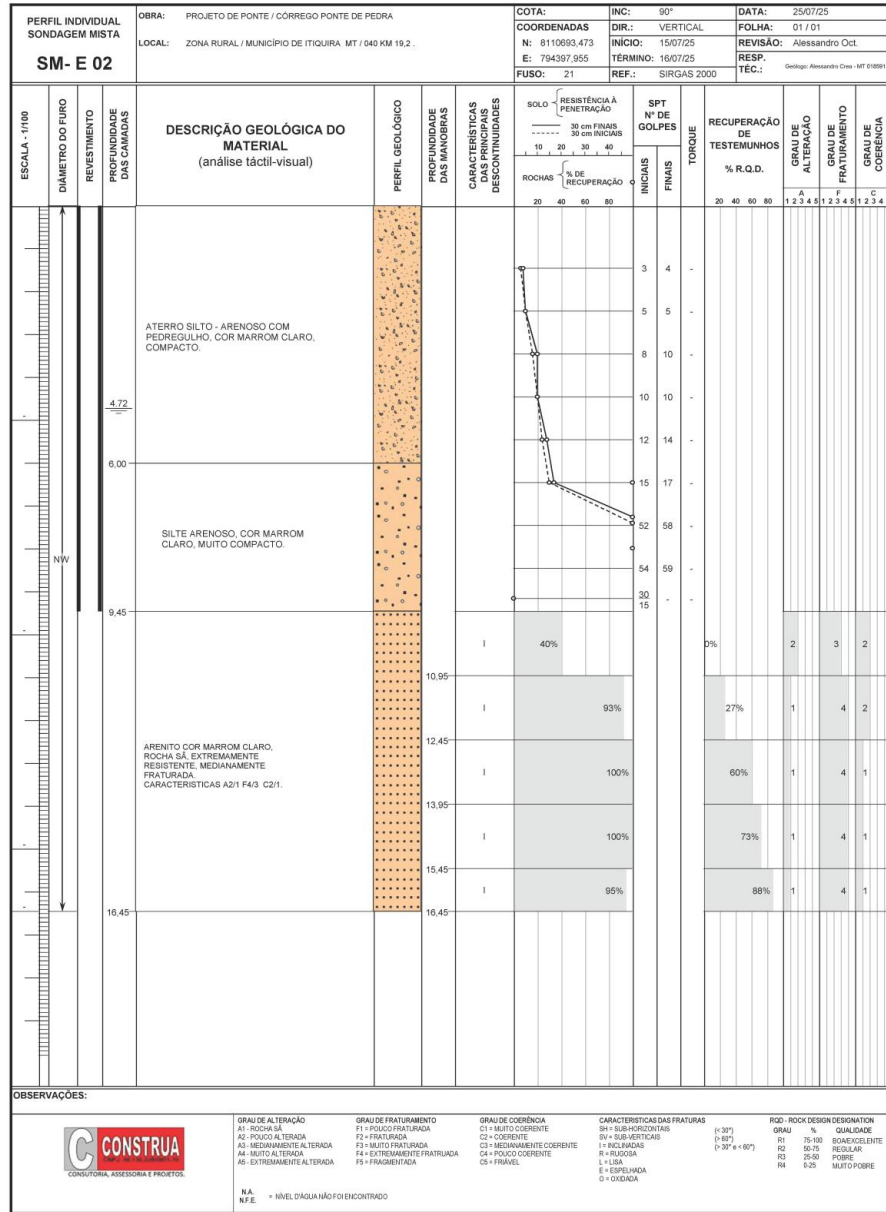 PERFIL INDIVIDUAL
SONDAGEM MISTA
SM- E 02
OBRA: PROJETO DE PONTE / CÓRREGO PONTE DE PEDRA
LOCAL: ZONA RURAL / MUNICÍPIO DE ITIQUIRA MT / 040 KM 19,2 .
COTA:
COORDENADAS
N: 8110693,473
E: 794397,955
FUSO: 21
INC: 90°
DIR.: VERTICAL
INÍCIO: 15/07/25
TÉRMINO: 16/07/25
REF.: SIRGAS 2000
DATA: 25/07/25
FOLHA: 01 / 01
REVISÃO: Alessandro Oct.
RESP. TÉC.: Geólogo: Alessandro Crea - MT 018591
ESCALA - 1/100
DIÂMETRO DO FURO
REVESTIMENTO
PROFUNDIDADE DAS CAMADAS
DESCRIÇÃO GEOLÓGICA DO
MATERIAL
(análise táctil-visual)
PERFIL GEOLÓGICO
PROFUNDIDADE DAS MANOBRAS
CARACTERÍSTICAS DAS PRINCIPAIS DESCONTINUIDADES
SOLO RESISTÊNCIA À PENETRAÇÃO
30 cm FINAIS
30 cm INICIAIS
10 20 30 40
ROCHAS % DE RECUPERAÇÃO
20 40 60 80
SPT
N° DE
GOLPES
INICIAIS
FINAIS
TORQUE
RECUPERAÇÃO
DE
TESTEMUNHOS
% R.Q.D.
20 40 60 80
GRAU DE ALTERAÇÃO
A
1 2 3 4 5
GRAU DE FRATURAMENTO
F
1 2 3 4 5
GRAU DE COERÊNCIA
C
1 2 3 4
3 4 -
5 5 -
ATERRO SILTO - ARENOSO COM
PEDREGULHO, COR MARROM CLARO,
COMPACTO.
8 10 -
10 10 -
4.72
12 14 -
6,00
15 17 -
SILTE ARENOSO, COR MARROM
CLARO, MUITO COMPACTO.
52 58 -
NW
54 59 -
30
15
- -
9,45
I 40% 0% 2 3 2
10,95
I 93% 27% 1 4 2
12,45
ARENITO COR MARROM CLARO,
ROCHA SÃ, EXTREMAMENTE
RESISTENTE, MEDIANAMENTE
FRATURADA.
CARACTERISTICAS A2/1 F4/3 C2/1.
I 100% 60% 1 4 1
13,95
I 100% 73% 1 4 1
15,45
I 95% 88% 1 4 1
16,45 16,45
OBSERVAÇÕES:
C CONSTRUA
CONSULTORIA, ASSESSORIA E PROJETOS.
GRAU DE ALTERAÇÃO
A1 - ROCHA SÃ
A2 - POUCO ALTERADA
A3 - MEDIANAMENTE ALTERADA
A4 - MUITO ALTERADA
A5 - EXTREMAMENTE ALTERADA
GRAU DE FRATURAMENTO
F1 = POUCO FRATURADA
F2 = FRATURADA
F3 = MUITO FRATURADA
F4 = EXTREMAMENTE FRATRUADA
F5 = FRAGMENTADA
GRAU DE COERÊNCIA
C1 = MUITO COERENTE
C2 = COERENTE
C3 = MEDIANAMENTE COERENTE
C4 = POUCO COERENTE
C5 = FRIÁVEL
CARACTERISTICAS DAS FRATURAS
SH = SUB-HORIZONTAIS (< 30°)
SV = SUB-VERTICAIS (> 60°)
I = INCLINADAS (> 30° e < 60°)
R = RUGOSA
L = LISA
E = ESPELHADA
O = OXIDADA
RQD - ROCK DESIGN DESIGNATION
GRAU % QUALIDADE
R1 75-100 BOA/EXCELENTE
R2 50-75 REGULAR
R3 25-50 POBRE
R4 0-25 MUITO POBRE
N.A.
N.F.E. = NÍVEL D'ÁGUA NÃO FOI ENCONTRADO